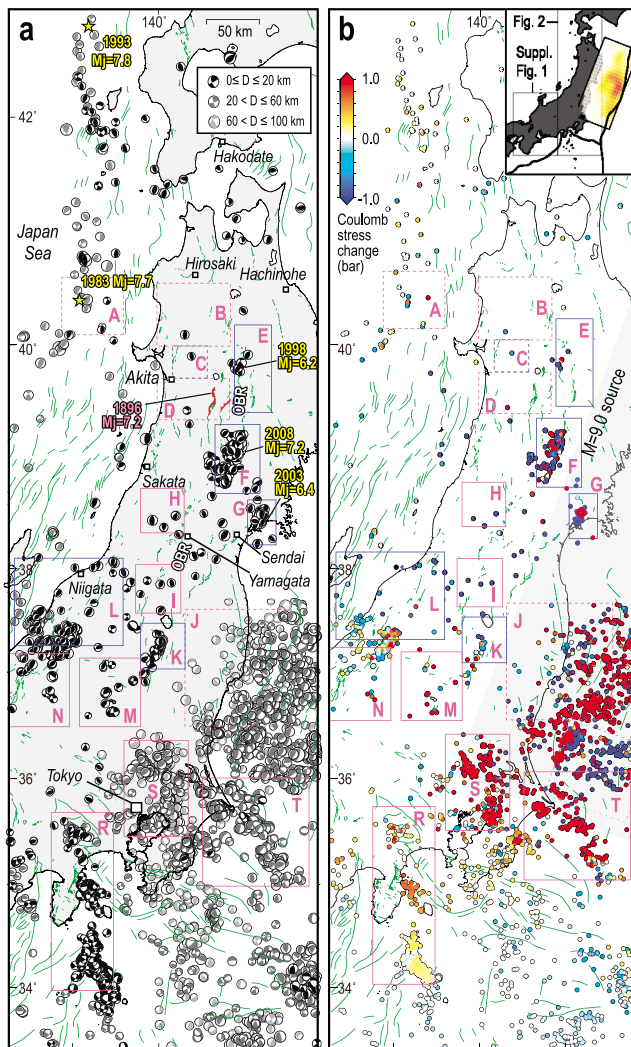 a
140˚
50 km
0≤ D ≤ 20 km
20 < D ≤ 60 km
60 < D ≤ 100 km
1993
Mj=7.8
42˚
Hakodate
Japan
Sea
Hirosaki
Hachinohe
1983 Mj=7.7
A
B
E
40˚
C
1998
Mj=6.2
Akita
OBR
1896
Mj=7.2
D
2008
Mj=7.2
F
Sakata
2003
Mj=6.4
H
G
OBR
Sendai
Yamagata
38˚
Niigata
L
I
J
K
N
M
36˚
Tokyo
S
T
R
34˚
b
140˚
Fig. 2
Suppl.
Fig. 1
1.0
0.0
-1.0
Coulomb
stress
change
(bar)
A
B
E
40˚
C
D
M=9.0 source
F
H
G
38˚
L
I
J
K
N
M
36˚
S
T
R
34˚